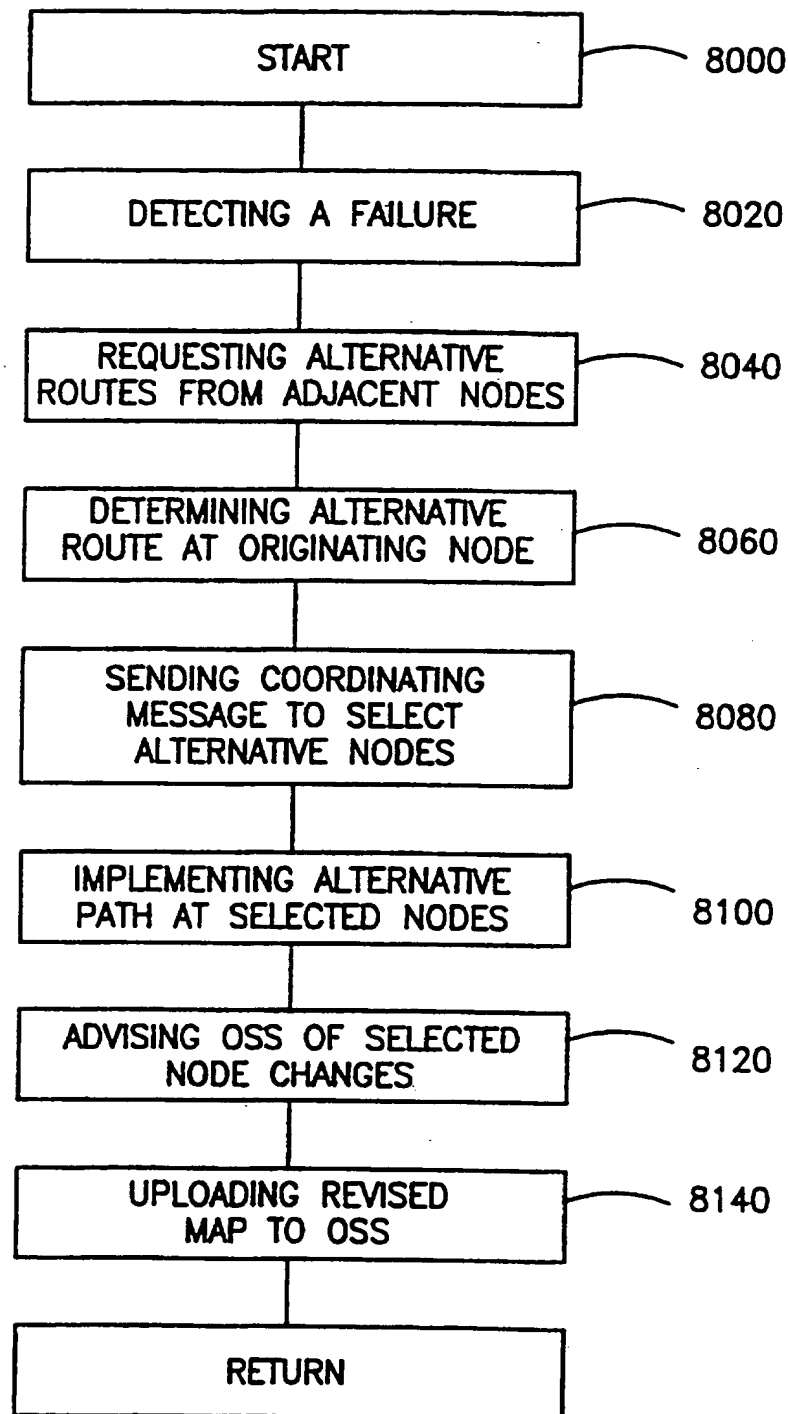 START
8000
DETECTING A FAILURE
8020
REQUESTING ALTERNATIVE
ROUTES FROM ADJACENT NODES
8040
DETERMINING ALTERNATIVE
ROUTE AT ORIGINATING NODE
8060
SENDING COORDINATING
MESSAGE TO SELECT
ALTERNATIVE NODES
8080
IMPLEMENTING ALTERNATIVE
PATH AT SELECTED NODES
8100
ADVISING OSS OF SELECTED
NODE CHANGES
8120
UPLOADING REVISED
MAP TO OSS
8140
RETURN